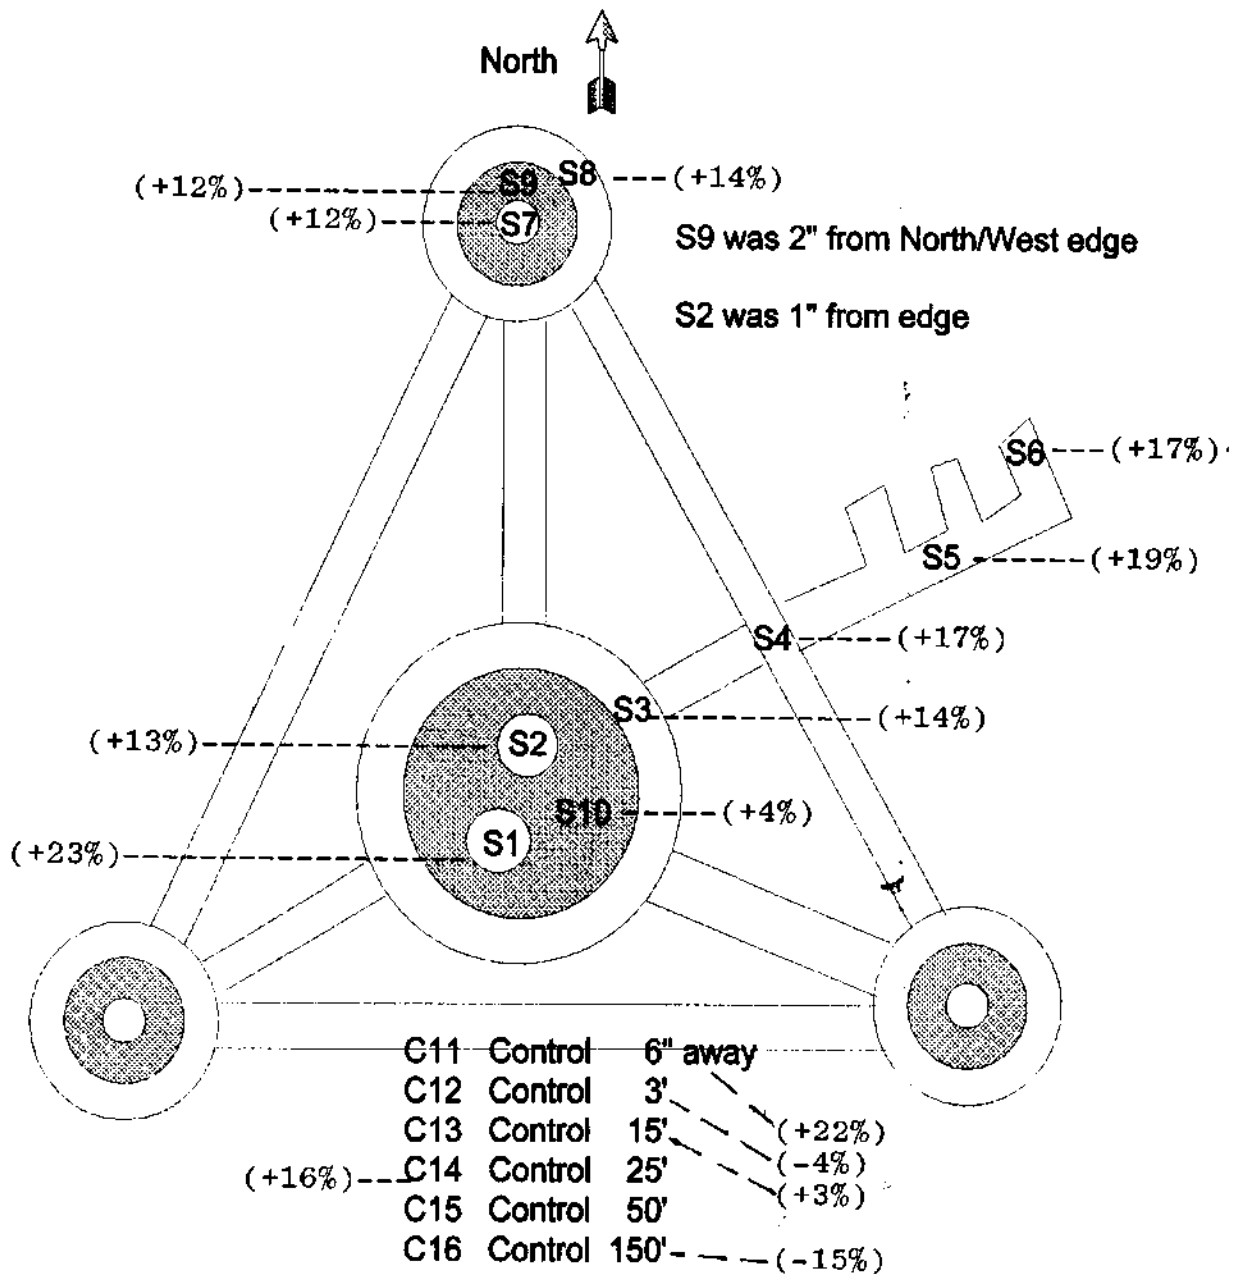 North
(+12%) S9 S8 (+14%)
(+12%) S7
S9 was 2" from North/West edge
S2 was 1" from edge
S6 (+17%)
S5 (+19%)
S4 (+17%)
S3 (+14%)
(+13%) S2
S10 (+4%)
(+23%) S1
C11 Control 6" away
C12 Control 3'
C13 Control 15' (+22%)
(-4%)
(+16%) C14 Control 25' (+3%)
C15 Control 50'
C16 Control 150' (-15%)